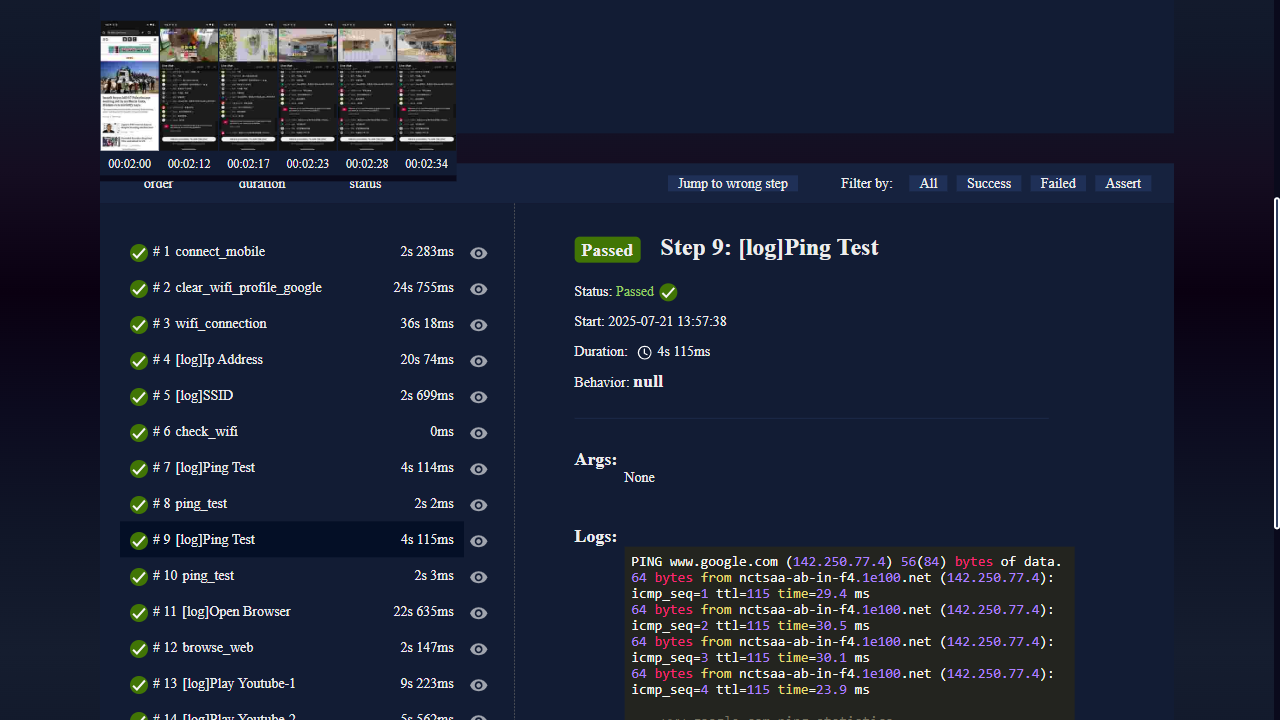 00:02:00 00:02:12 00:02:17 00:02:23 00:02:28 00:02:34
order duration status
Jump to wrong step Filter by: All Success Failed Assert
# 1 connect_mobile 2s 283ms
# 2 clear_wifi_profile_google 24s 755ms
# 3 wifi_connection 36s 18ms
# 4 [log]Ip Address 20s 74ms
# 5 [log]SSID 2s 699ms
# 6 check_wifi 0ms
# 7 [log]Ping Test 4s 114ms
# 8 ping_test 2s 2ms
# 9 [log]Ping Test 4s 115ms
# 10 ping_test 2s 3ms
# 11 [log]Open Browser 22s 635ms
# 12 browse_web 2s 147ms
# 13 [log]Play Youtube-1 9s 223ms
# 14 [log]Play Youtube-2 5s 562ms
Passed Step 9: [log]Ping Test
Status: Passed
Start: 2025-07-21 13:57:38
Duration: 4s 115ms
Behavior: null
Args:
None
Logs:
PING www.google.com (142.250.77.4) 56(84) bytes of data.
64 bytes from nctsaa-ab-in-f4.1e100.net (142.250.77.4):
icmp_seq=1 ttl=115 time=29.4 ms
64 bytes from nctsaa-ab-in-f4.1e100.net (142.250.77.4):
icmp_seq=2 ttl=115 time=30.5 ms
64 bytes from nctsaa-ab-in-f4.1e100.net (142.250.77.4):
icmp_seq=3 ttl=115 time=30.1 ms
64 bytes from nctsaa-ab-in-f4.1e100.net (142.250.77.4):
icmp_seq=4 ttl=115 time=23.9 ms
--- www.google.com ping statistics ---